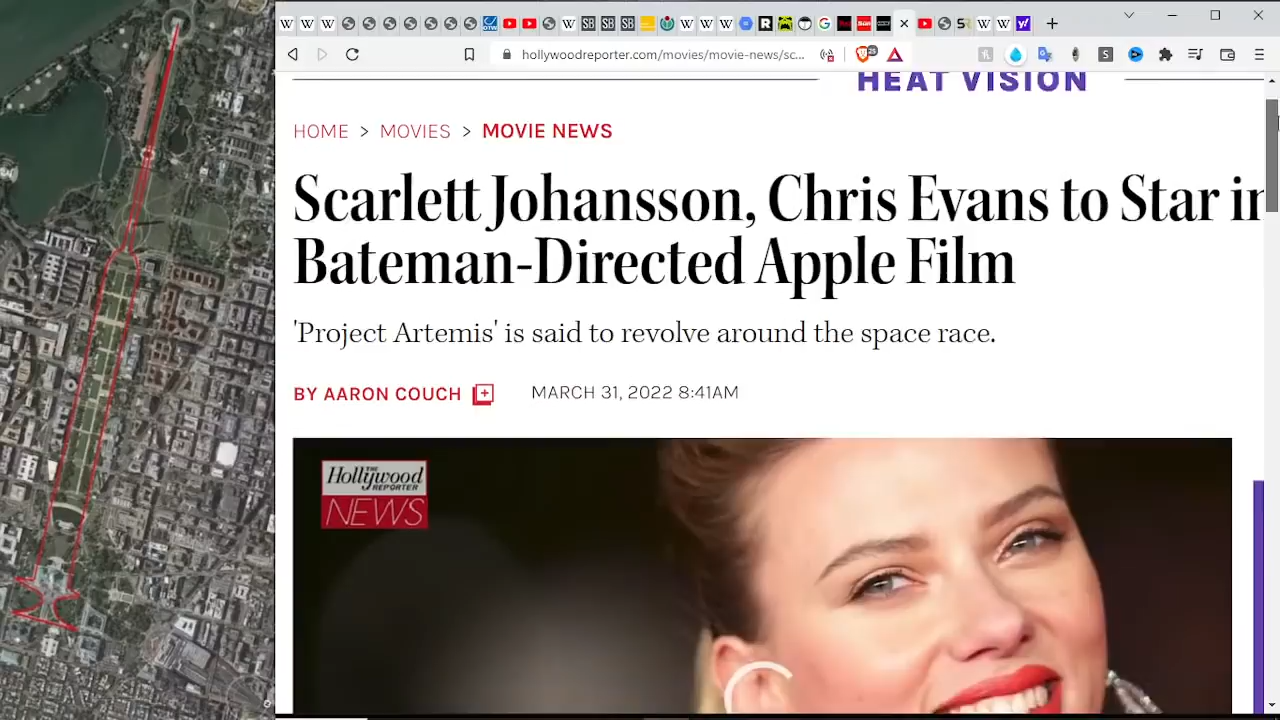 hollywoodreporter.com/movies/movie-news/sc...
HEAT VISION
HOME > MOVIES > MOVIE NEWS
Scarlett Johansson, Chris Evans to Star in
Bateman-Directed Apple Film
'Project Artemis' is said to revolve around the space race.
BY AARON COUCH MARCH 31, 2022 8:41AM
THE
Hollywood
REPORTER
NEWS